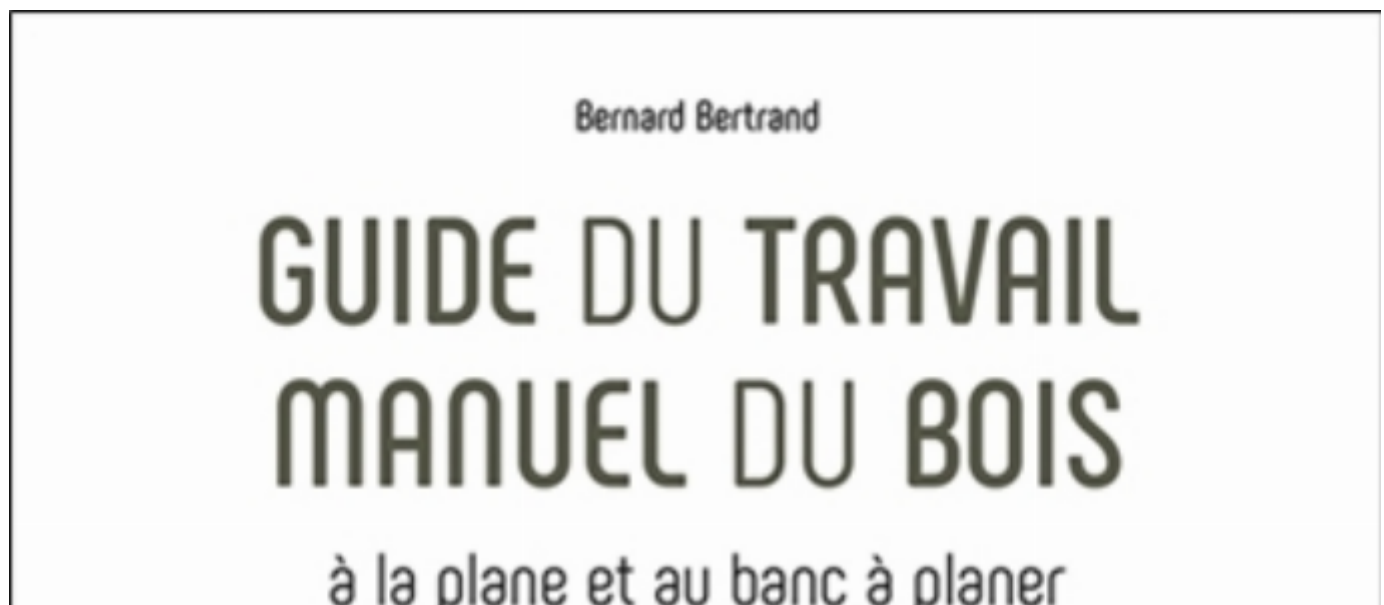 Bernard Bertrand
GUIDE DU TRAVAIL
MANUEL DU BOIS
à la plane et au banc à planer